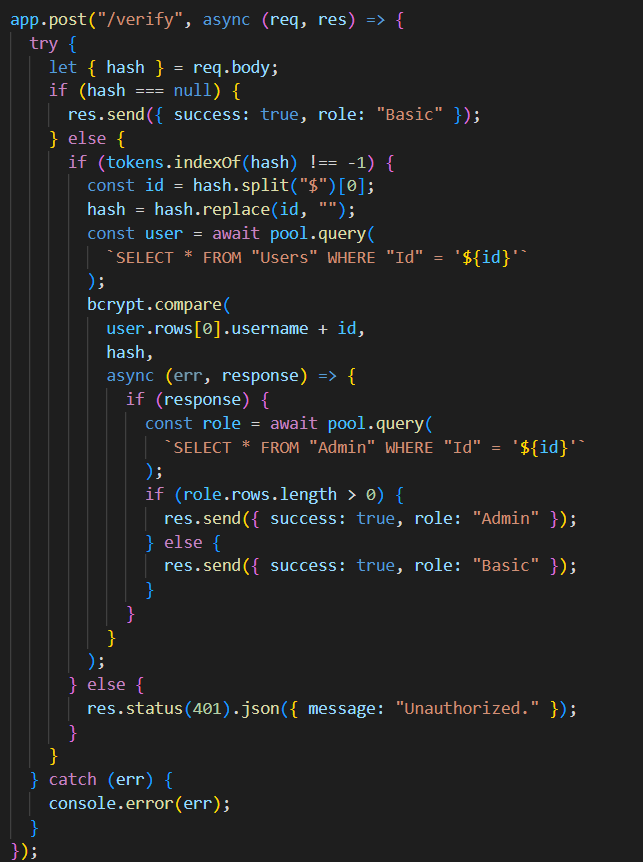 app.post("/verify", async (req, res) => {
  try {
    let { hash } = req.body;
    if (hash === null) {
      res.send({ success: true, role: "Basic" });
    } else {
      if (tokens.indexOf(hash) !== -1) {
        const id = hash.split("$")[0];
        hash = hash.replace(id, "");
        const user = await pool.query(
          `SELECT * FROM "Users" WHERE "Id" = '${id}'`
        );
        bcrypt.compare(
          user.rows[0].username + id,
          hash,
          async (err, response) => {
            if (response) {
              const role = await pool.query(
                `SELECT * FROM "Admin" WHERE "Id" = '${id}'`
              );
              if (role.rows.length > 0) {
                res.send({ success: true, role: "Admin" });
              } else {
                res.send({ success: true, role: "Basic" });
              }
            }
          }
        );
      } else {
        res.status(401).json({ message: "Unauthorized." });
      }
    }
  } catch (err) {
    console.error(err);
  }
});